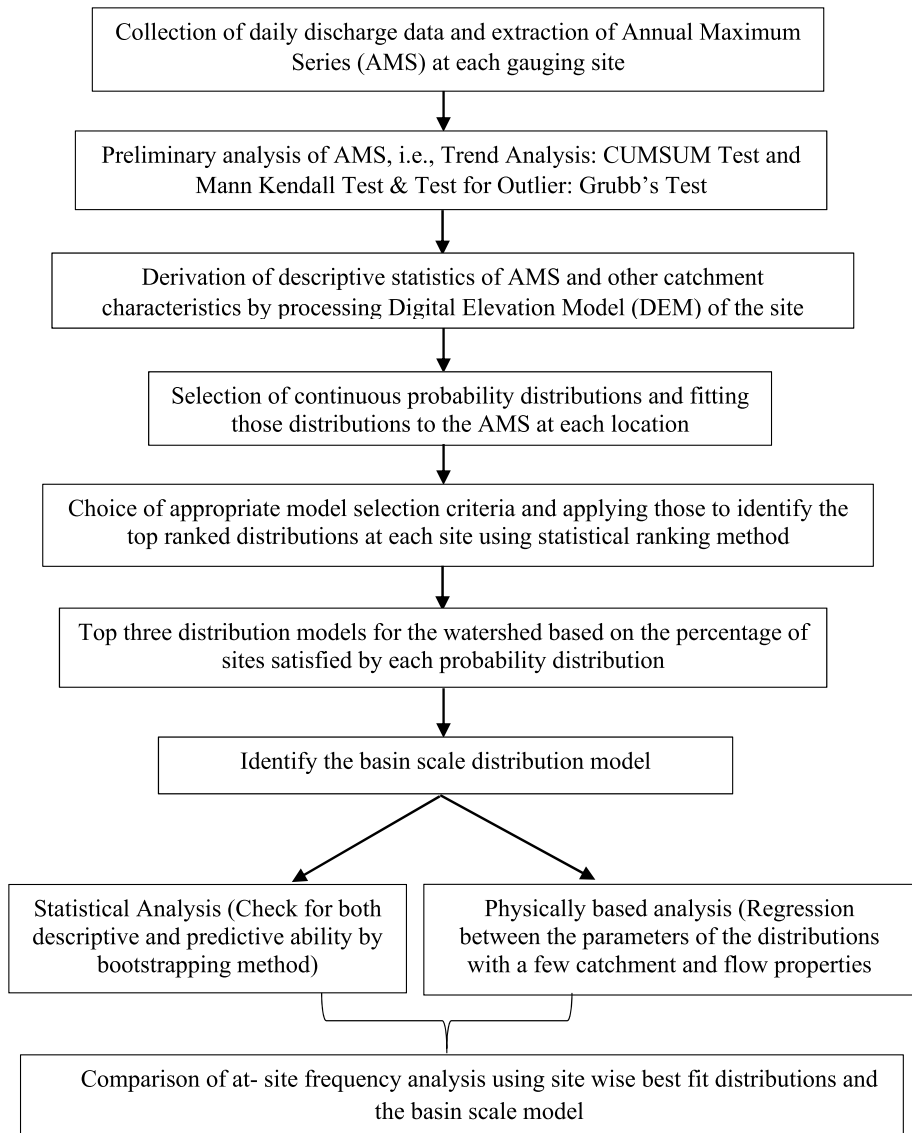 Collection of daily discharge data and extraction of Annual Maximum
Series (AMS) at each gauging site
Preliminary analysis of AMS, i.e., Trend Analysis: CUMSUM Test and
Mann Kendall Test & Test for Outlier: Grubb’s Test
Derivation of descriptive statistics of AMS and other catchment
characteristics by processing Digital Elevation Model (DEM) of the site
Selection of continuous probability distributions and fitting
those distributions to the AMS at each location
Choice of appropriate model selection criteria and applying those to identify the
top ranked distributions at each site using statistical ranking method
Top three distribution models for the watershed based on the percentage of
sites satisfied by each probability distribution
Identify the basin scale distribution model
Statistical Analysis (Check for both
descriptive and predictive ability by
bootstrapping method)
Physically based analysis (Regression
between the parameters of the distributions
with a few catchment and flow properties
Comparison of at- site frequency analysis using site wise best fit distributions and
the basin scale model